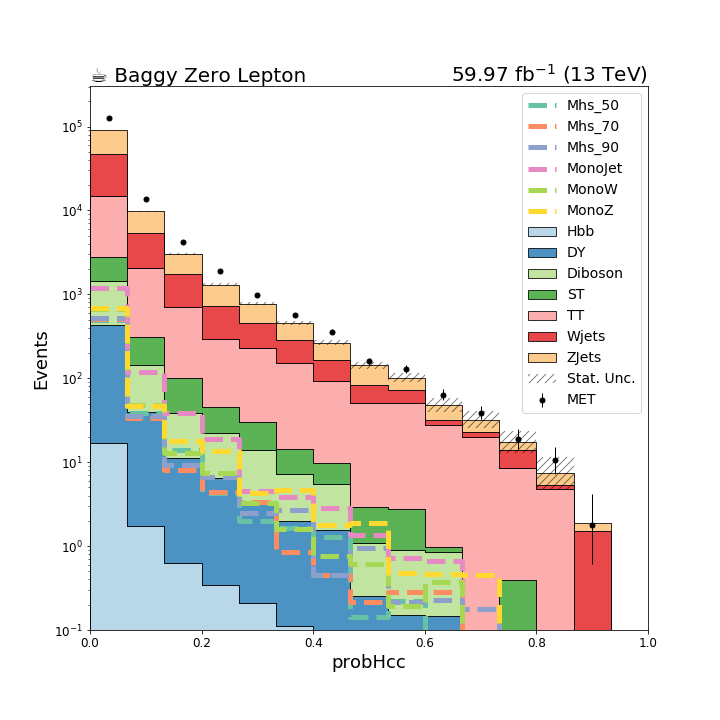 ☕ Baggy Zero Lepton 59.97 fb⁻¹ (13 TeV)
Events
10⁵
10⁴
10³
10²
10¹
10⁰
10⁻¹
0.0 0.2 0.4 0.6 0.8 1.0
probHcc
Mhs_50
Mhs_70
Mhs_90
MonoJet
MonoW
MonoZ
Hbb
DY
Diboson
ST
TT
Wjets
ZJets
Stat. Unc.
MET